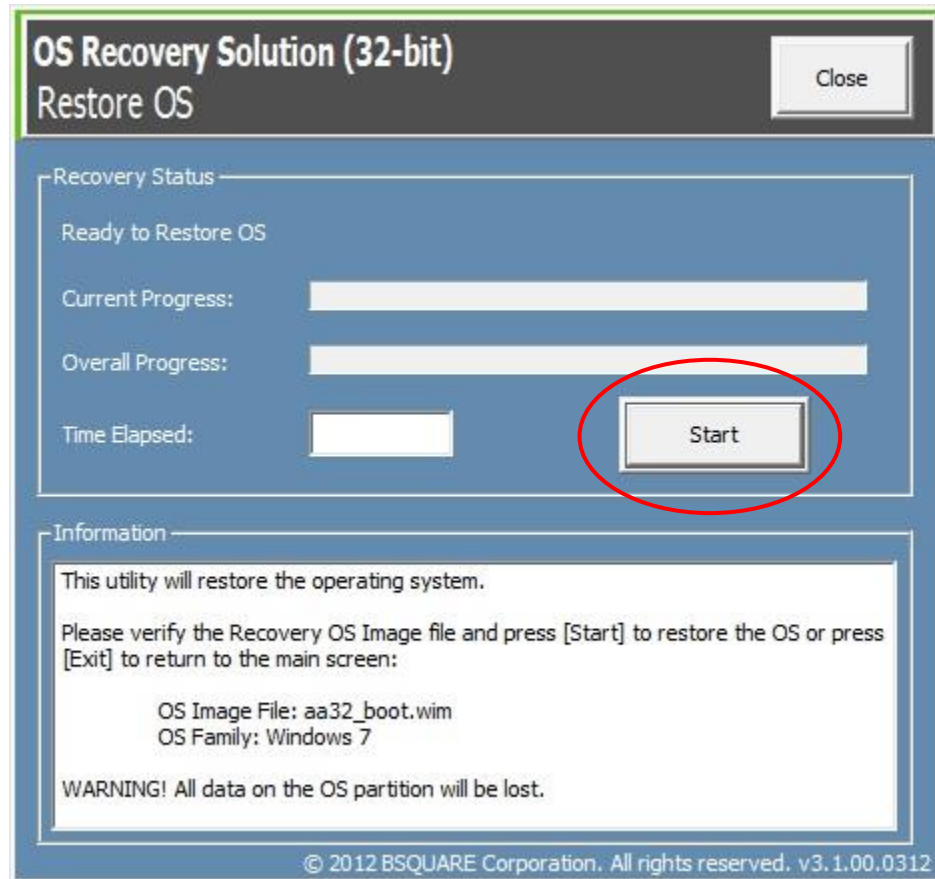 OS Recovery Solution (32-bit)
Restore OS
Close
Recovery Status
Ready to Restore OS
Current Progress:
Overall Progress:
Time Elapsed:
Start
Information
This utility will restore the operating system.
Please verify the Recovery OS Image file and press [Start] to restore the OS or press
[Exit] to return to the main screen:
OS Image File: aa32_boot.wim
OS Family: Windows 7
WARNING! All data on the OS partition will be lost.
© 2012 BSQUARE Corporation. All rights reserved. v3.1.00.0312